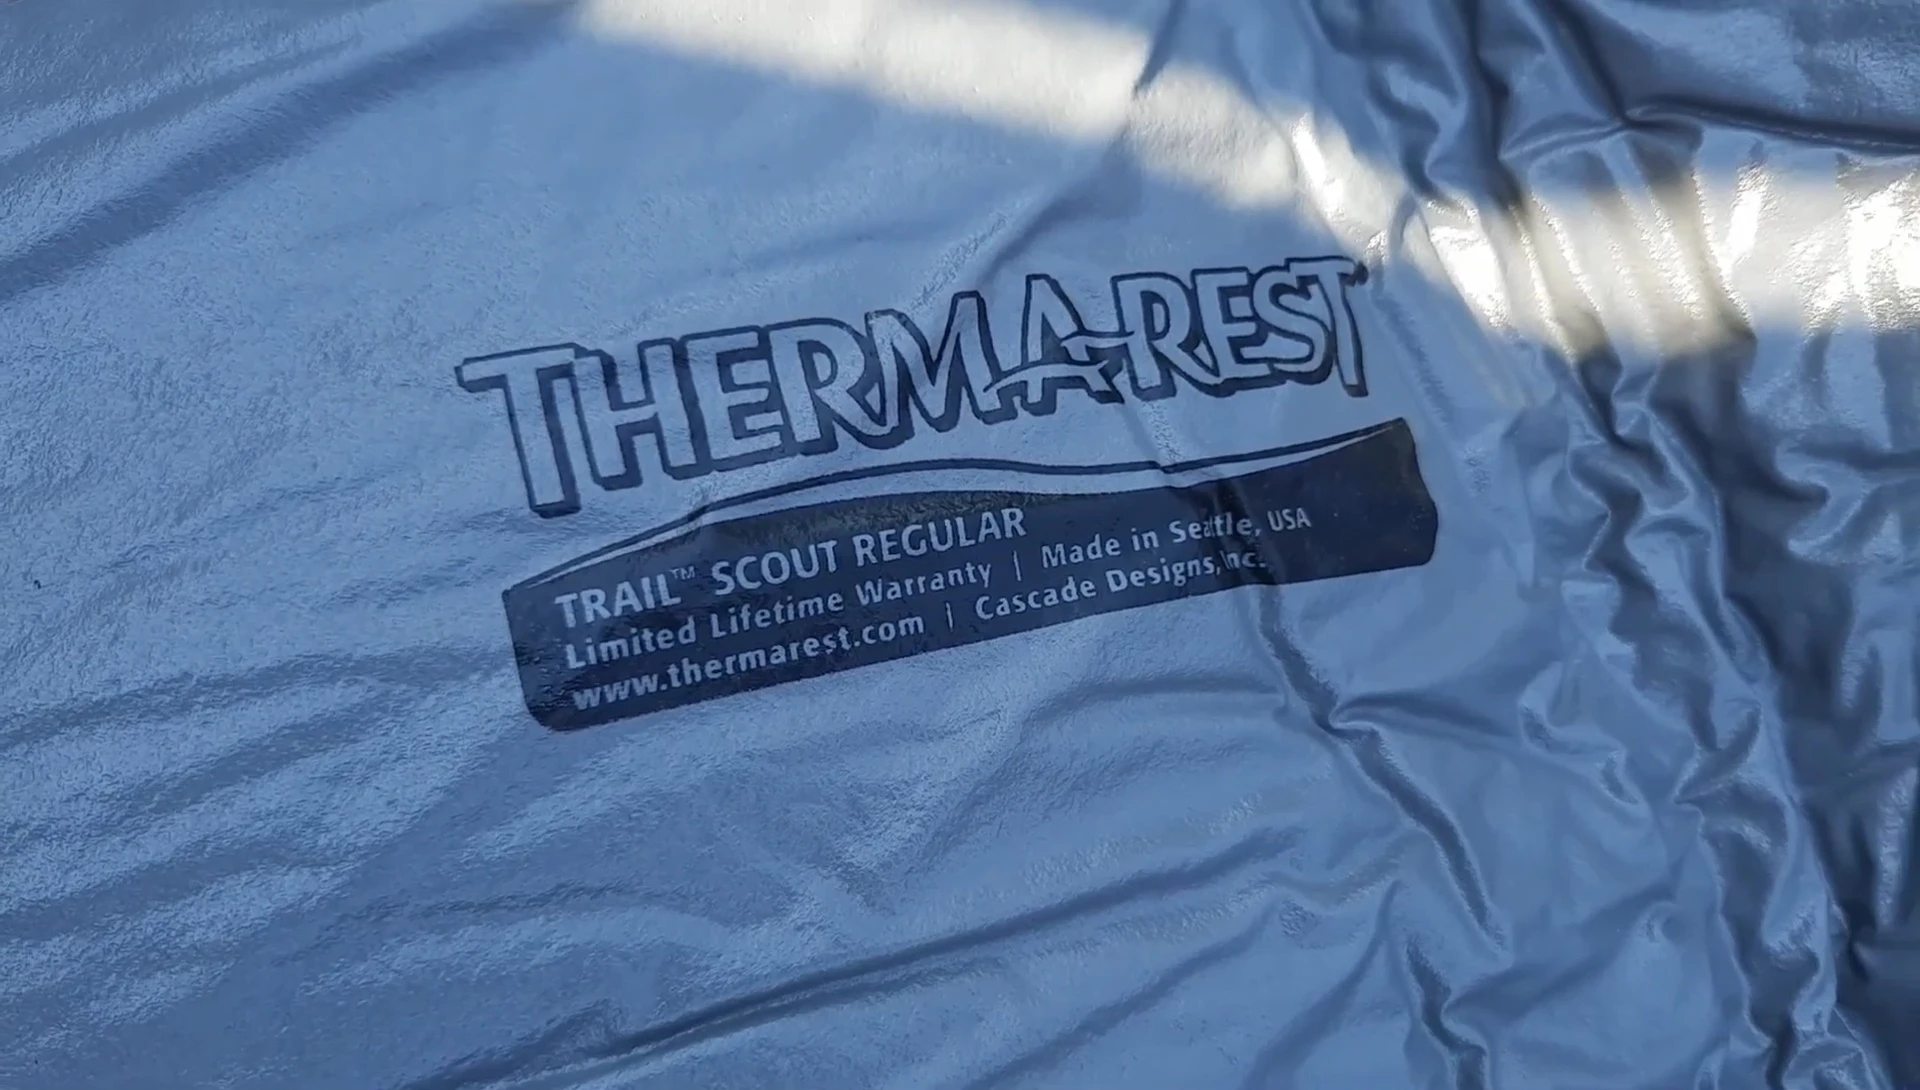 THERMAREST
TRAIL™ SCOUT REGULAR
Limited Lifetime Warranty | Made in Seattle, USA
www.thermarest.com | Cascade Designs, Inc.